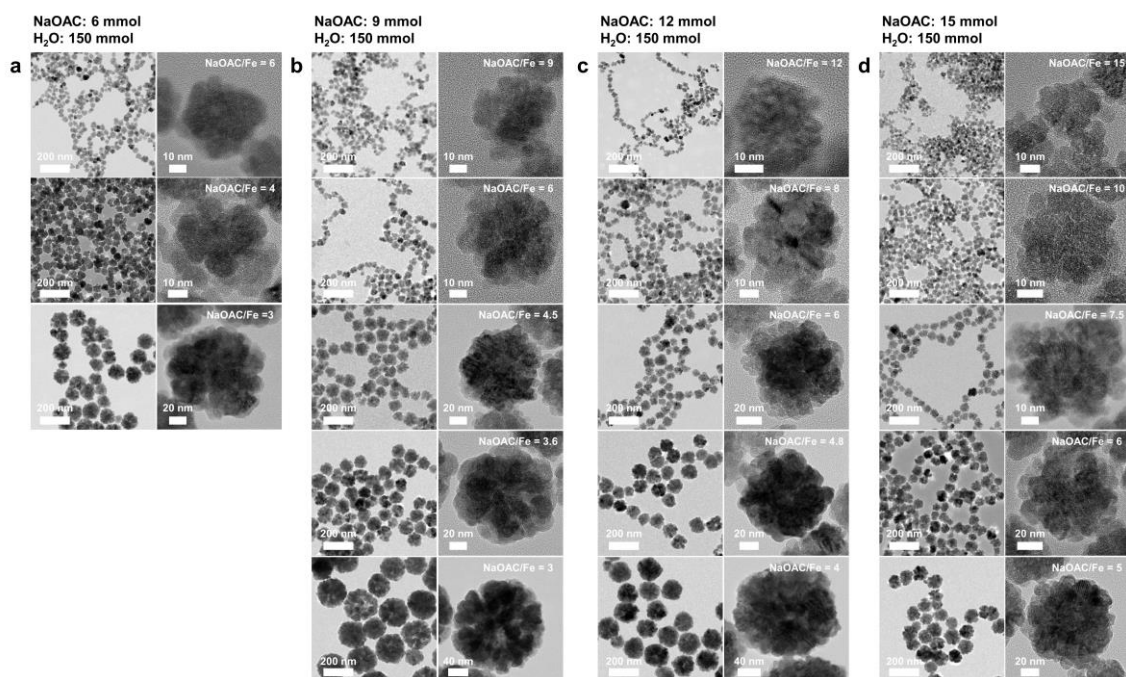 NaOAC: 6 mmol
H₂O: 150 mmol
a
NaOAC/Fe = 6
200 nm
10 nm
NaOAC/Fe = 4
200 nm
10 nm
NaOAC/Fe =3
200 nm
20 nm
NaOAC: 9 mmol
H₂O: 150 mmol
b
NaOAC/Fe = 9
200 nm
10 nm
NaOAC/Fe = 6
200 nm
10 nm
NaOAC/Fe = 4.5
200 nm
20 nm
NaOAC/Fe = 3.6
200 nm
20 nm
NaOAC/Fe = 3
200 nm
40 nm
NaOAC: 12 mmol
H₂O: 150 mmol
c
NaOAC/Fe = 12
200 nm
10 nm
NaOAC/Fe = 8
200 nm
10 nm
NaOAC/Fe = 6
200 nm
20 nm
NaOAC/Fe = 4.8
200 nm
20 nm
NaOAC/Fe = 4
200 nm
40 nm
NaOAC: 15 mmol
H₂O: 150 mmol
d
NaOAC/Fe = 15
200 nm
10 nm
NaOAC/Fe = 10
200 nm
10 nm
NaOAC/Fe = 7.5
200 nm
10 nm
NaOAC/Fe = 6
200 nm
20 nm
NaOAC/Fe = 5
200 nm
20 nm